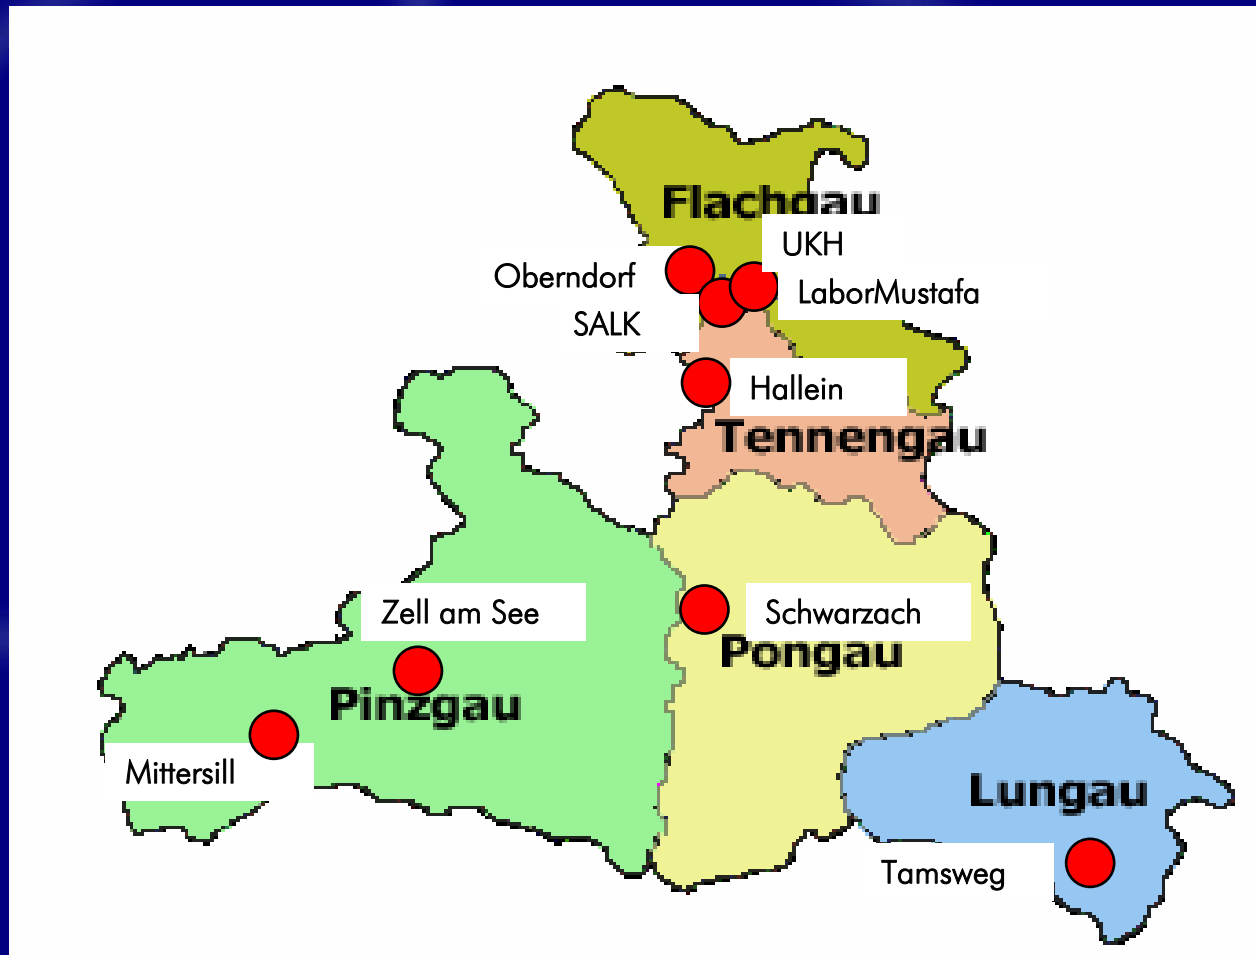 Flachgau
UKH
Oberndorf
LaborMustafa
SALK
Hallein
Tennengau
Zell am See
Schwarzach
Pongau
Pinzgau
Mittersill
Lungau
Tamsweg